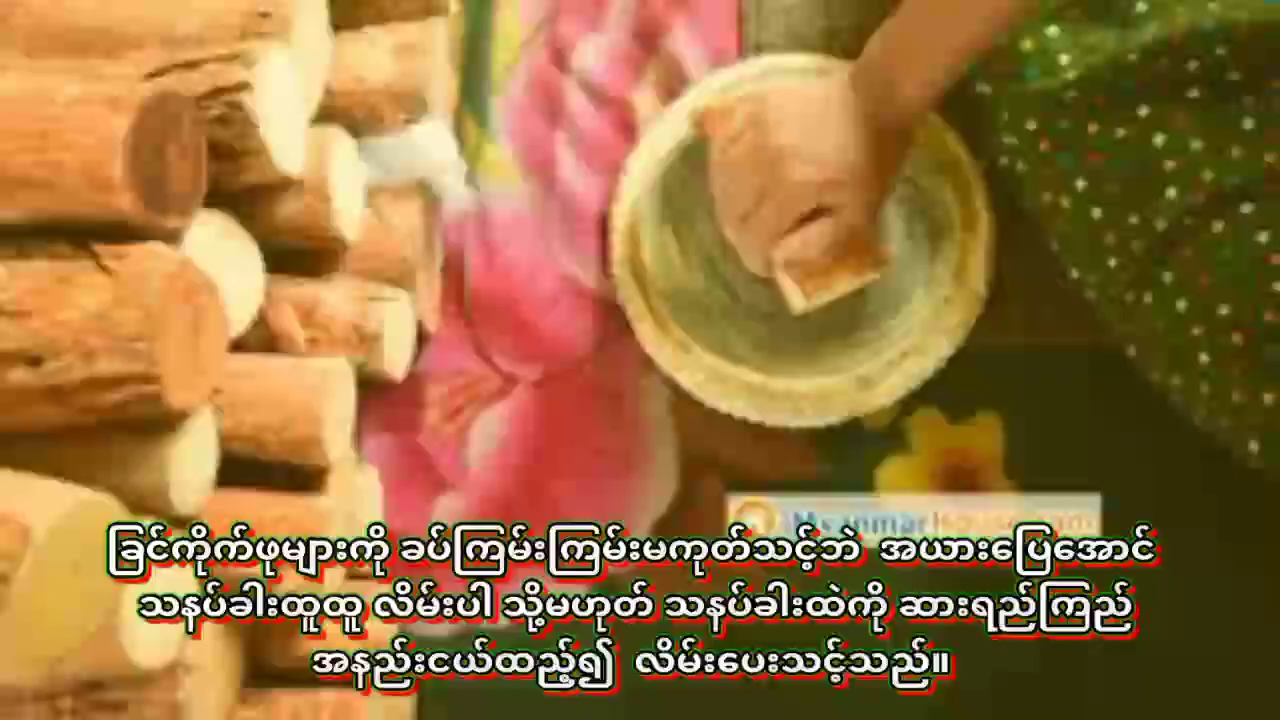 Myanmar
ခြင်ကိုက်ဖုများကို ခပ်ကြမ်းကြမ်းမကုတ်သင့်ဘဲ အယားပြေအောင်
သနပ်ခါးထူထူ လိမ်းပါ သို့မဟုတ် သနပ်ခါးထဲကို ဆားရည်ကြည်
အနည်းငယ်ထည့်၍ လိမ်းပေးသင့်သည်။